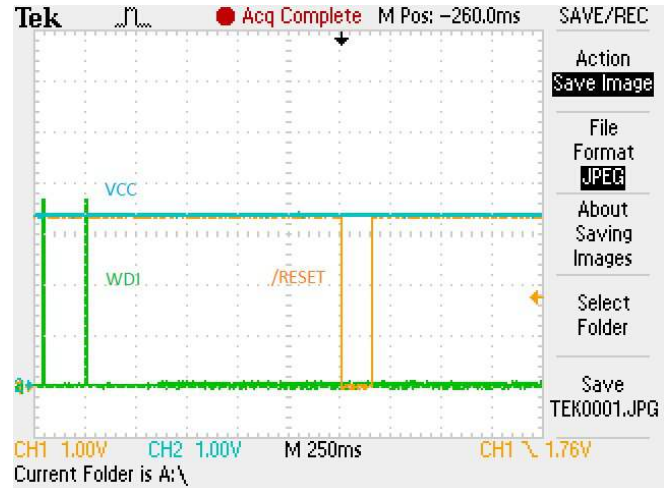 Tek Acq Complete M Pos: -260.0ms SAVE/REC
Action
Save Image
File
Format
JPEG
VCC
About
Saving
Images
WDI
/RESET
Select
Folder
Save
TEK0001.JPG
CH1 1.00V CH2 1.00V M 250ms CH1 1.76V
Current Folder is A:\